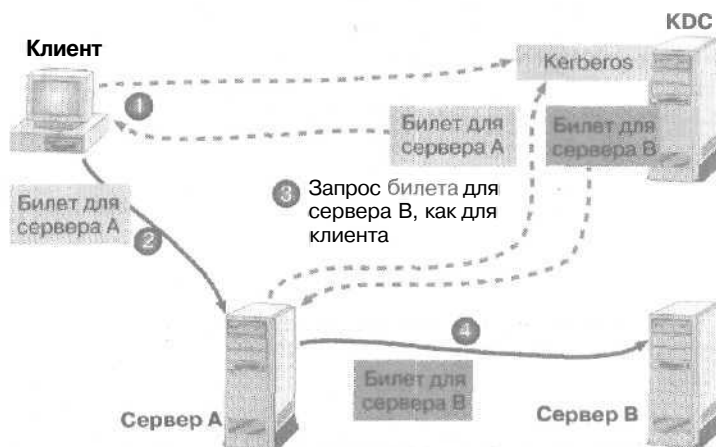 KDC
Клиент
Kerberos
1
Билет для
сервера А
Билет для
сервера В
3 Запрос билета для
сервера В, как для
клиента
Билет для
сервера А
2
4
Билет для
сервера В
Сервер А
Сервер В